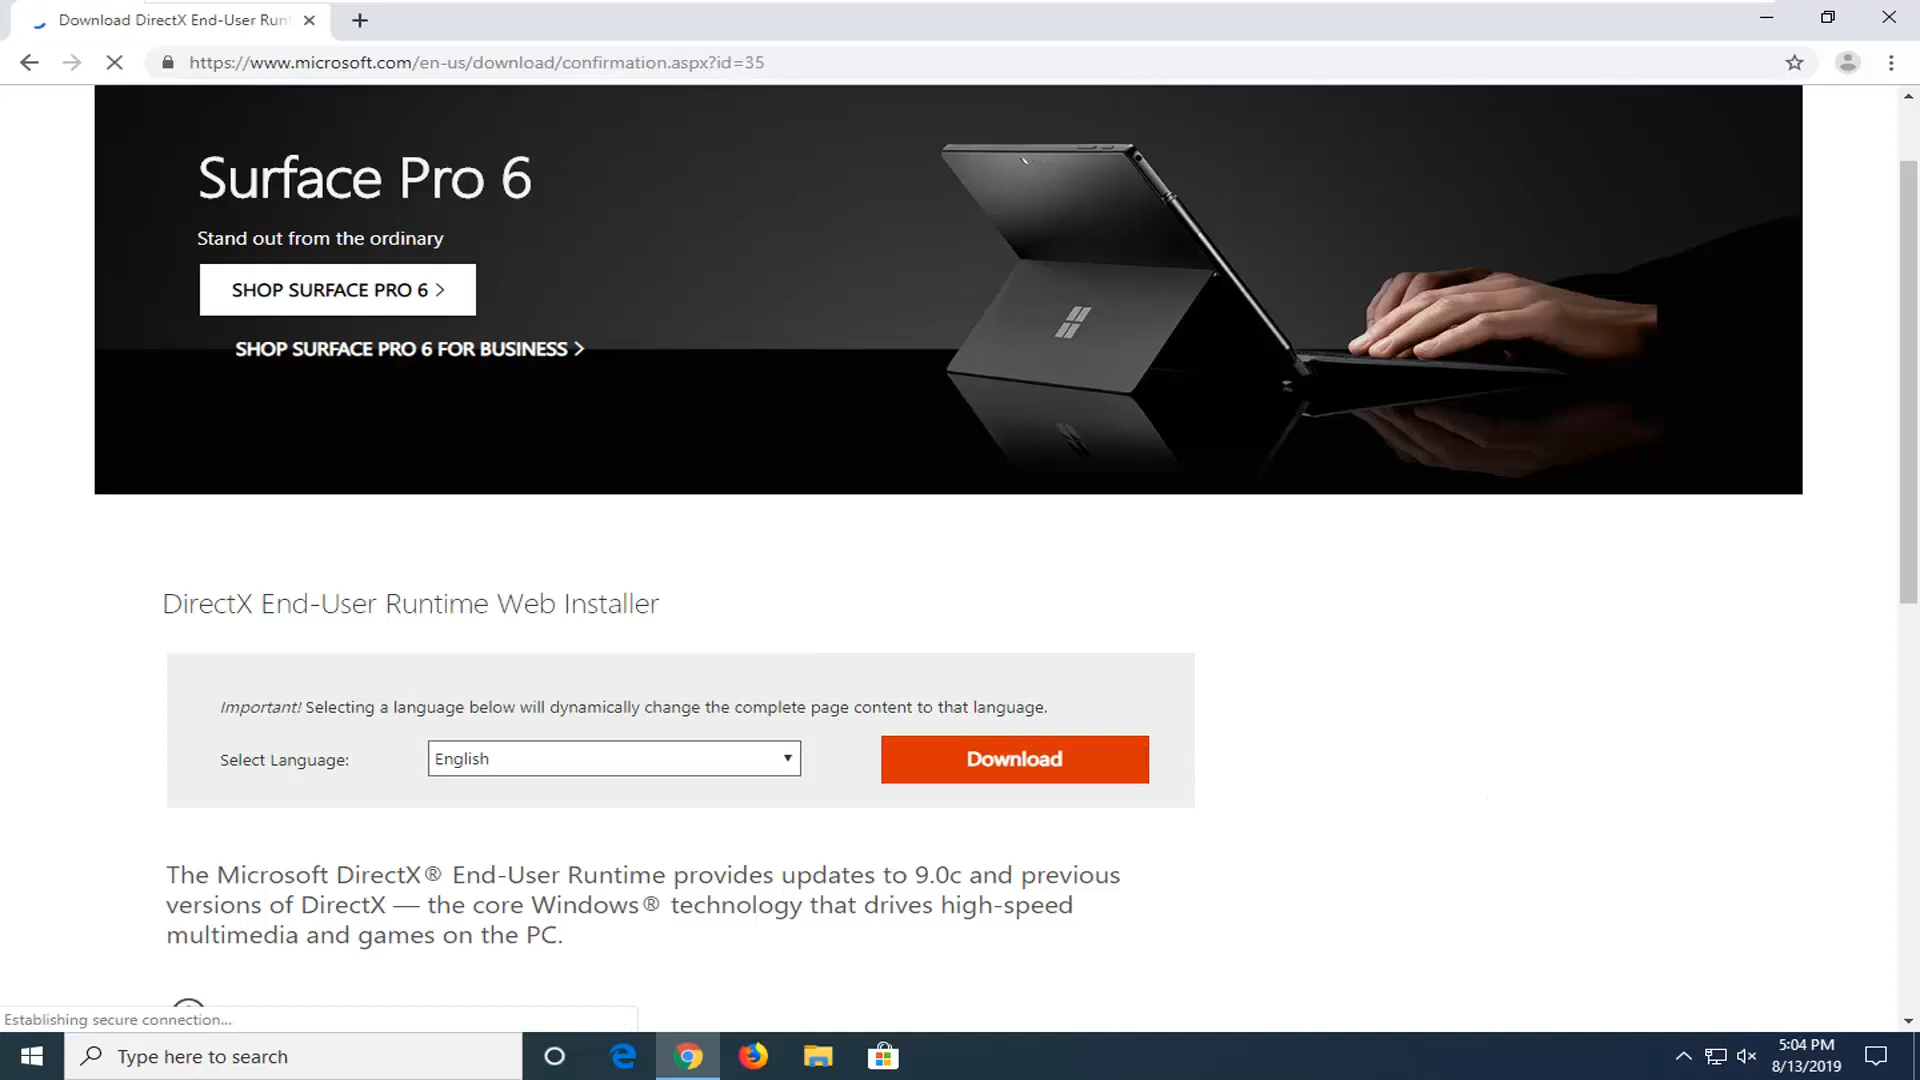 Download DirectX End-User Run
https://www.microsoft.com/en-us/download/confirmation.aspx?id=35
Surface Pro 6
Stand out from the ordinary
SHOP SURFACE PRO 6 >
SHOP SURFACE PRO 6 FOR BUSINESS >
DirectX End-User Runtime Web Installer
Important! Selecting a language below will dynamically change the complete page content to that language.
Select Language:
English
Download
The Microsoft DirectX® End-User Runtime provides updates to 9.0c and previous
versions of DirectX — the core Windows® technology that drives high-speed
multimedia and games on the PC.
Establishing secure connection...
Type here to search
5:04 PM
8/13/2019